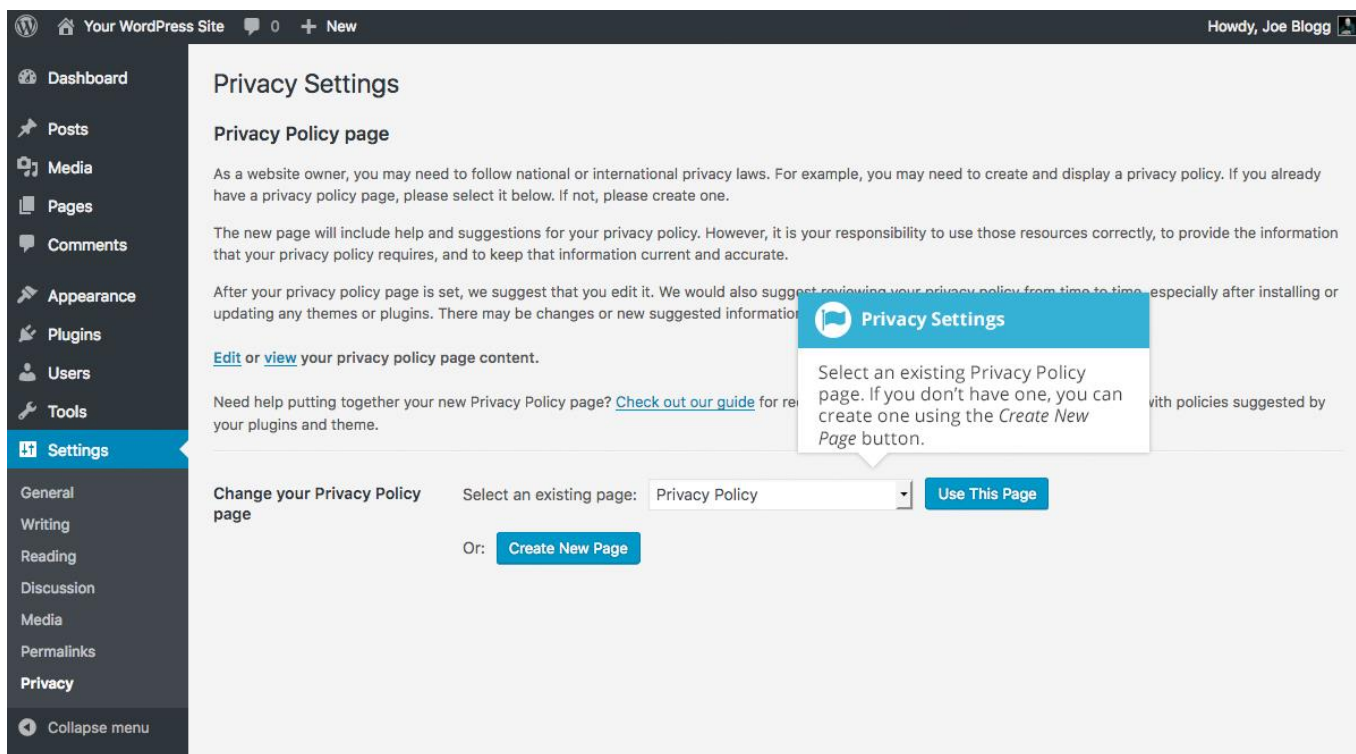 Your WordPress Site 0 + New Howdy, Joe Blogg
Dashboard
Posts
Media
Pages
Comments
Appearance
Plugins
Users
Tools
Settings
General
Writing
Reading
Discussion
Media
Permalinks
Privacy
Collapse menu
Privacy Settings
Privacy Policy page
As a website owner, you may need to follow national or international privacy laws. For example, you may need to create and display a privacy policy. If you already
have a privacy policy page, please select it below. If not, please create one.
The new page will include help and suggestions for your privacy policy. However, it is your responsibility to use those resources correctly, to provide the information
that your privacy policy requires, and to keep that information current and accurate.
After your privacy policy page is set, we suggest that you edit it. We would also suggest reviewing your privacy policy from time to time, especially after installing or
updating any themes or plugins. There may be changes or new suggested information
Edit or view your privacy policy page content.
Need help putting together your new Privacy Policy page? Check out our guide for with policies suggested by
your plugins and theme.
Privacy Settings
Select an existing Privacy Policy
page. If you don't have one, you can
create one using the Create New
Page button.
Change your Privacy Policy
page
Select an existing page: Privacy Policy Use This Page
Or: Create New Page